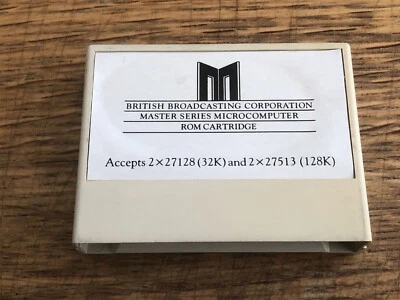 BRITISH BROADCASTING CORPORATION
MASTER SERIES MICROCOMPUTER
ROM CARTRIDGE
Accepts 2×27128 (32K) and 2×27513 (128K)